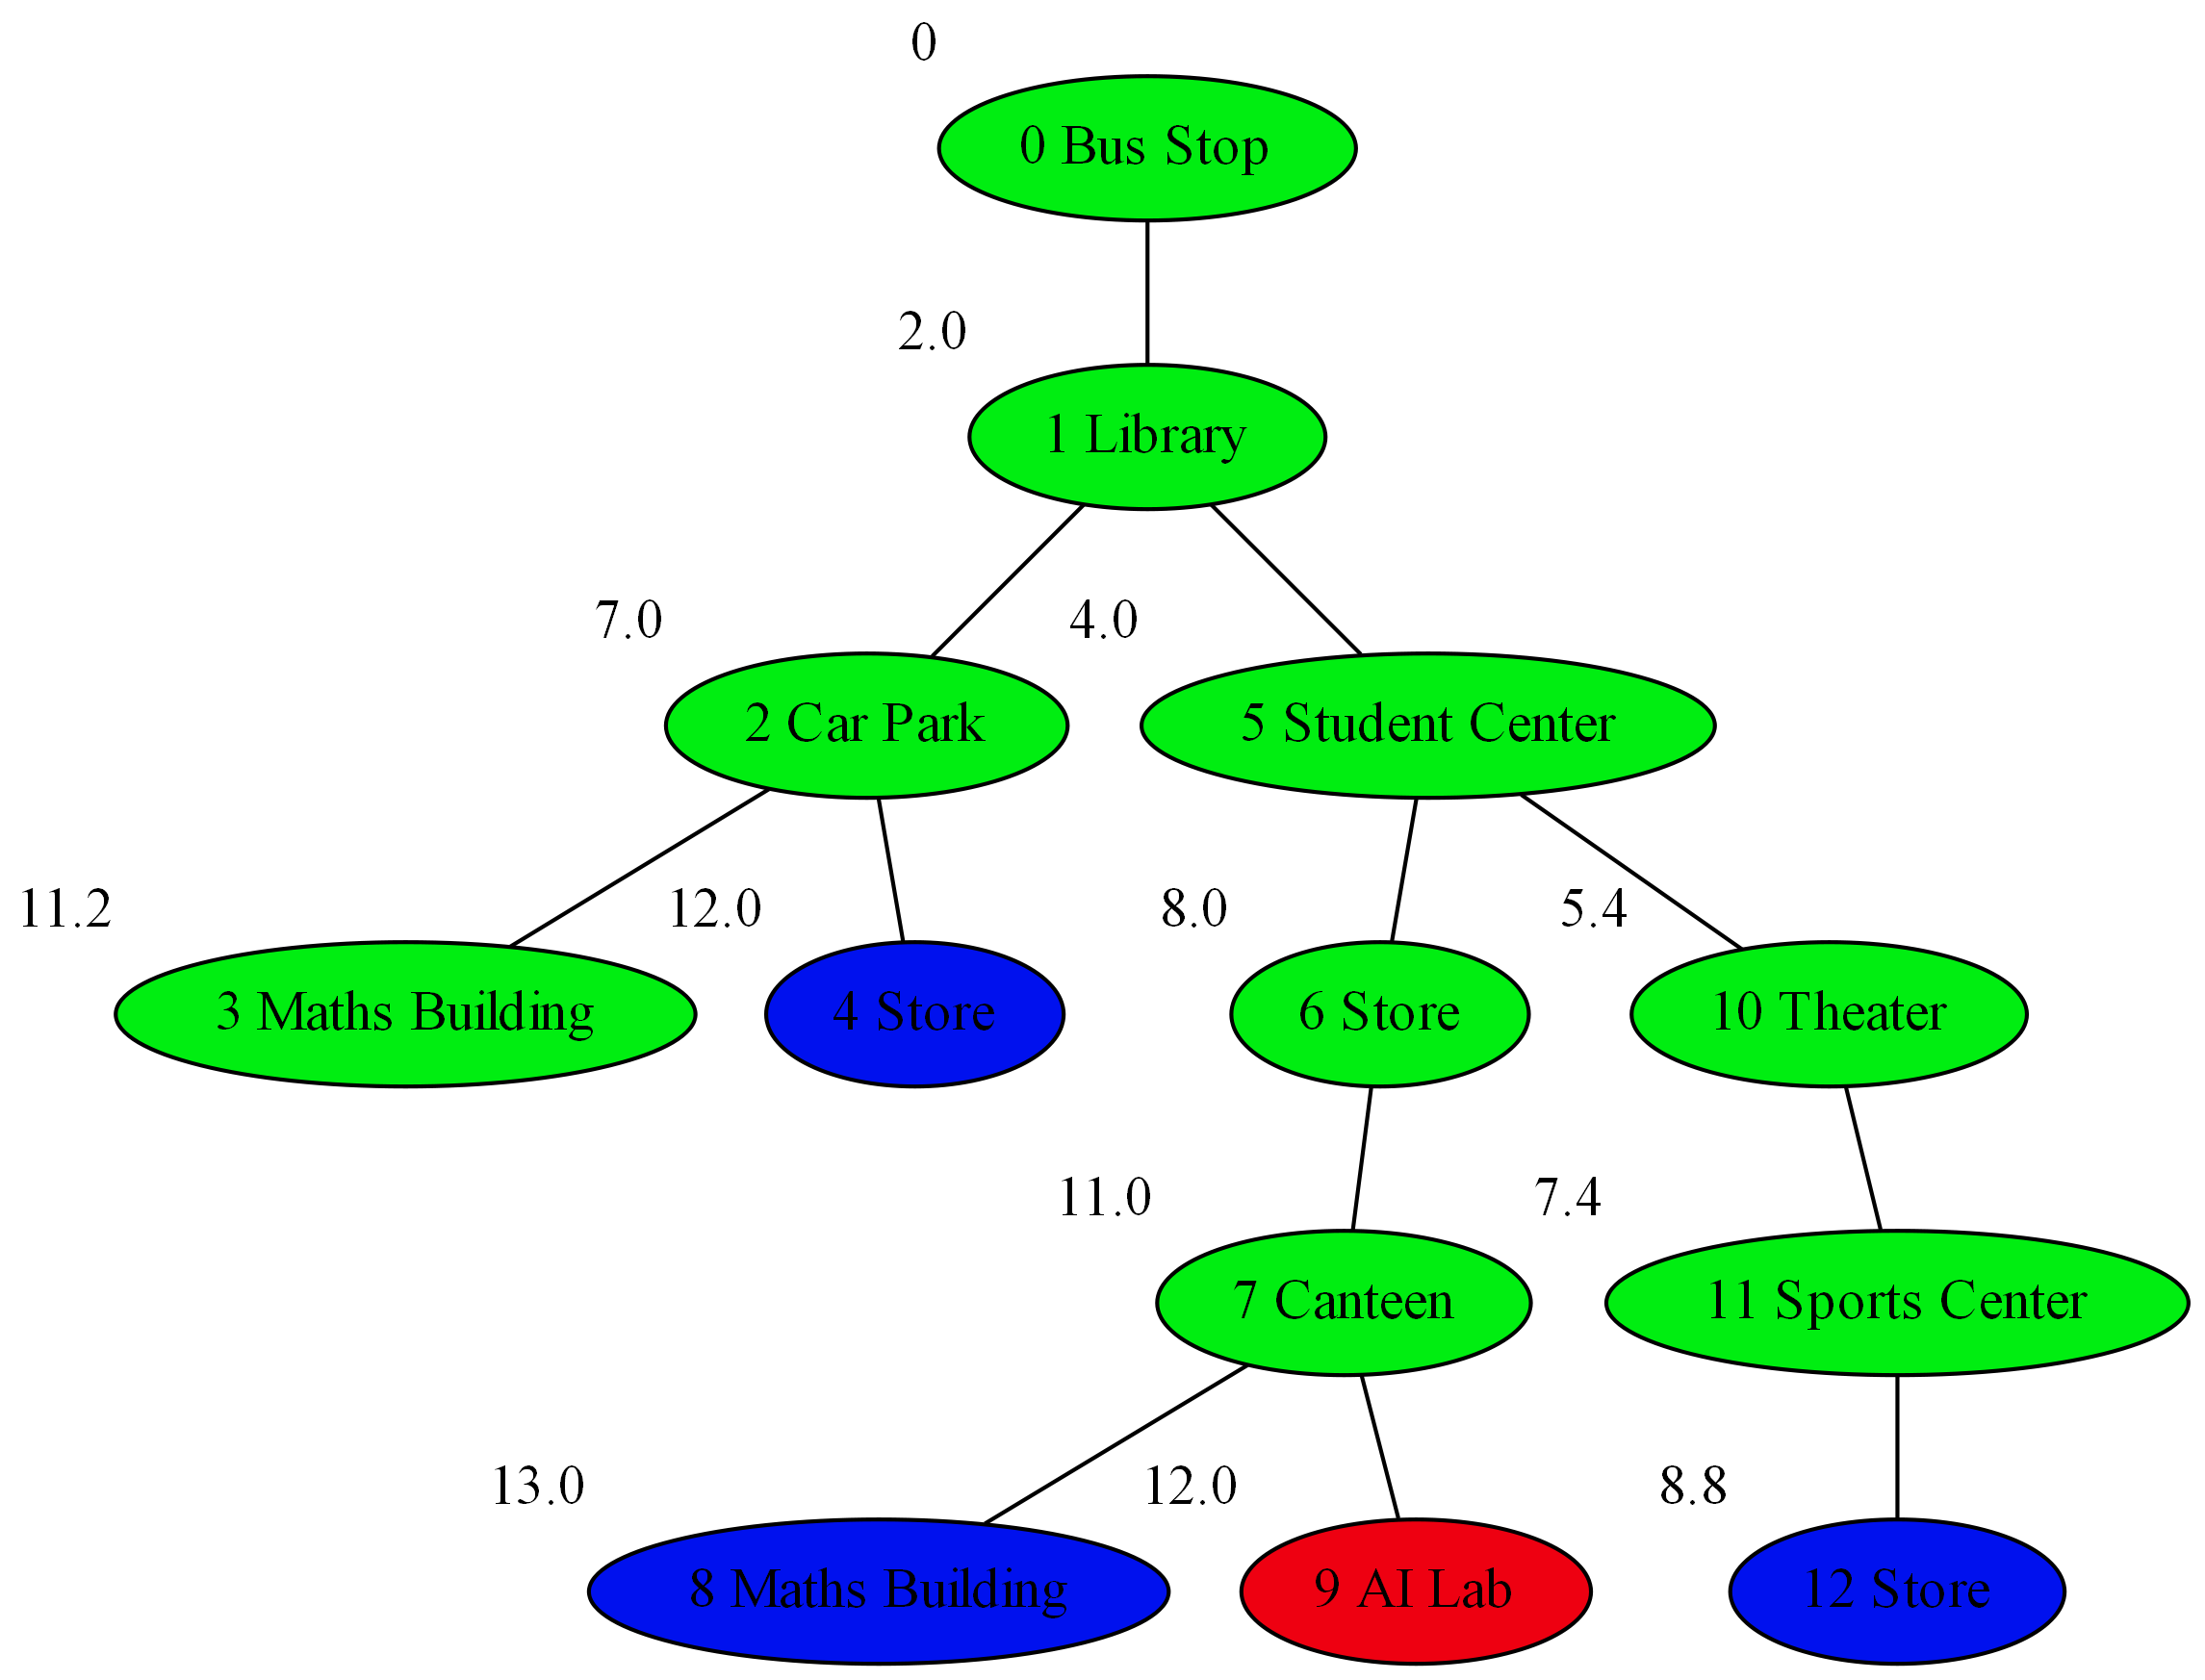 0
0 Bus Stop
2.0
1 Library
7.0
4.0
2 Car Park
5 Student Center
11.2
12.0
8.0
5.4
3 Maths Building
4 Store
6 Store
10 Theater
11.0
7.4
7 Canteen
11 Sports Center
13.0
12.0
8.8
8 Maths Building
9 AI Lab
12 Store